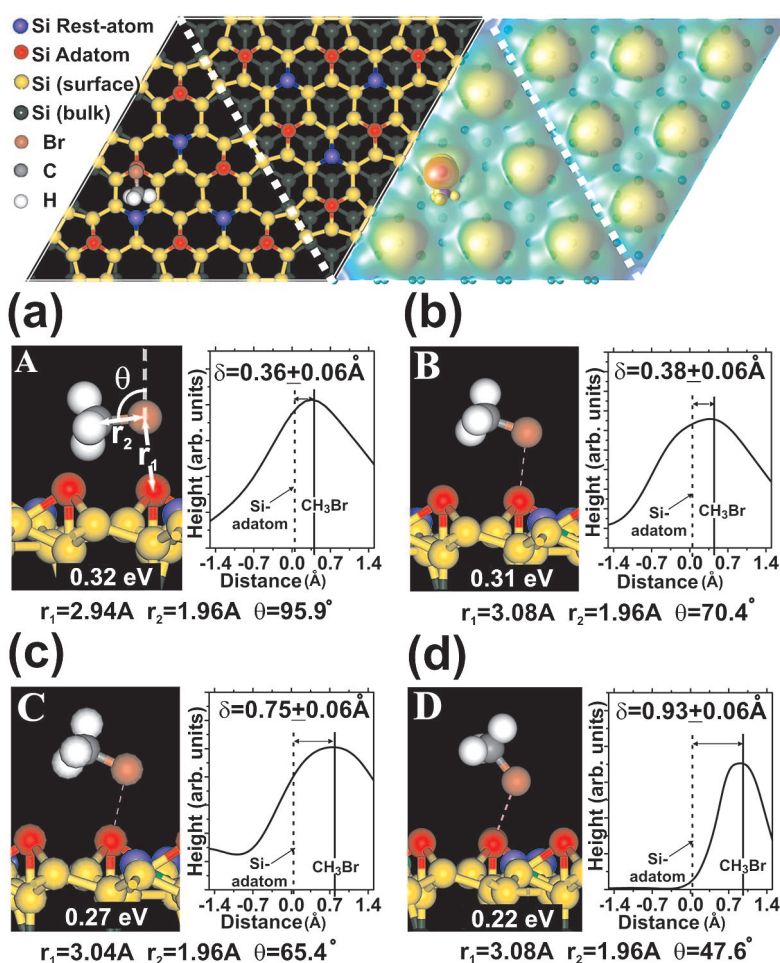 Si Rest-atom
Si Adatom
Si (surface)
Si (bulk)
Br
C
H
(a)
A
θ
r₂
r₁
0.32 eV
δ=0.36±0.06Å
Height (arb. units)
Si-
adatom
CH₃Br
-1.4 -0.7 0.0 0.7 1.4
Distance (Å)
r₁=2.94A r₂=1.96A θ=95.9°
(b)
B
0.31 eV
δ=0.38±0.06Å
Height (arb. units)
Si-
adatom
CH₃Br
-1.4 -0.7 0.0 0.7 1.4
Distance (Å)
r₁=3.08A r₂=1.96A θ=70.4°
(c)
C
0.27 eV
δ=0.75±0.06Å
Height (arb. units)
Si-
adatom
CH₃Br
-1.4 -0.7 0.0 0.7 1.4
Distance (Å)
r₁=3.04A r₂=1.96A θ=65.4°
(d)
D
0.22 eV
δ=0.93±0.06Å
Height (arb. units)
Si-
adatom
CH₃Br
-1.4 -0.7 0.0 0.7 1.4
Distance (Å)
r₁=3.08A r₂=1.96A θ=47.6°